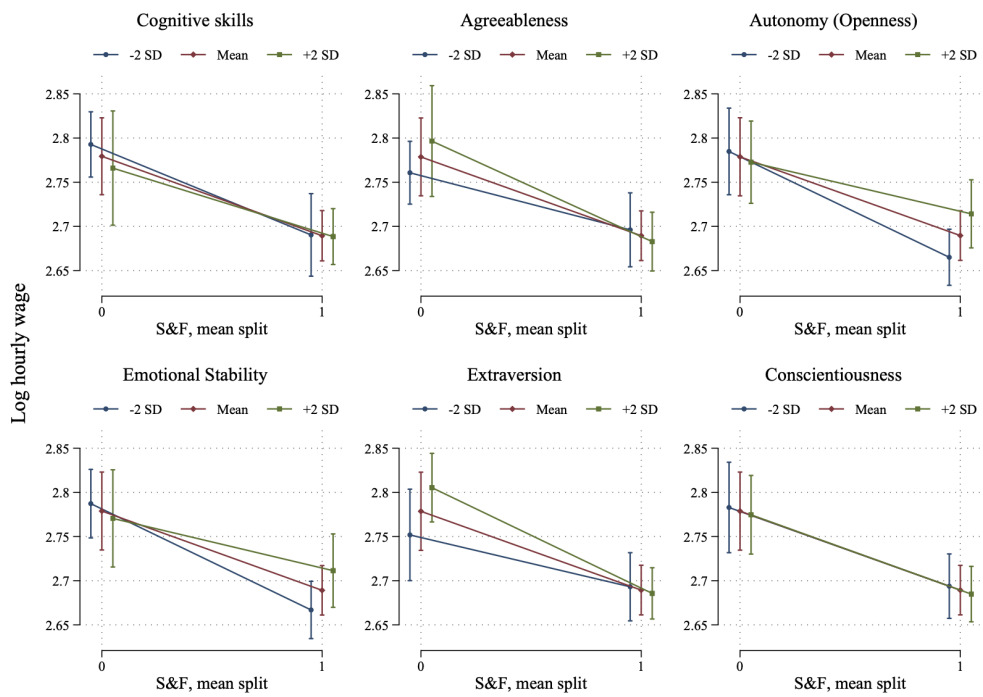 Cognitive skills
-2 SD Mean +2 SD
2.85
2.8
2.75
2.7
2.65
0 1
S&F, mean split
Agreeableness
-2 SD Mean +2 SD
2.85
2.8
2.75
2.7
2.65
0 1
S&F, mean split
Autonomy (Openness)
-2 SD Mean +2 SD
2.85
2.8
2.75
2.7
2.65
0 1
S&F, mean split
Log hourly wage
Emotional Stability
-2 SD Mean +2 SD
2.85
2.8
2.75
2.7
2.65
0 1
S&F, mean split
Extraversion
-2 SD Mean +2 SD
2.85
2.8
2.75
2.7
2.65
0 1
S&F, mean split
Conscientiousness
-2 SD Mean +2 SD
2.85
2.8
2.75
2.7
2.65
0 1
S&F, mean split